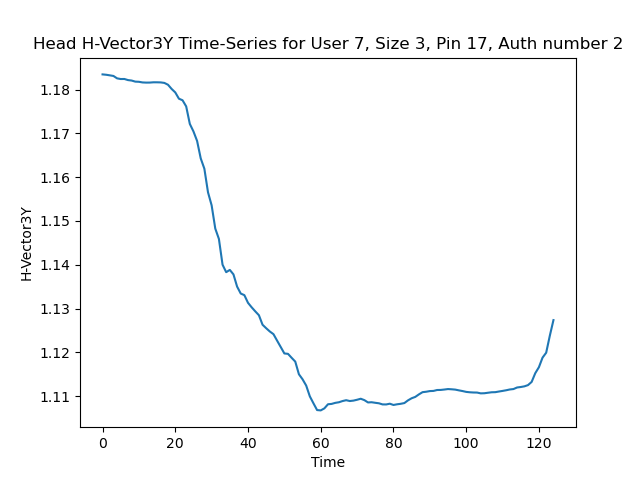 Head H-Vector3Y Time-Series for User 7, Size 3, Pin 17, Auth number 2
1.18
1.17
1.16
1.15
1.14
1.13
1.12
1.11
H-Vector3Y
0 20 40 60 80 100 120
Time